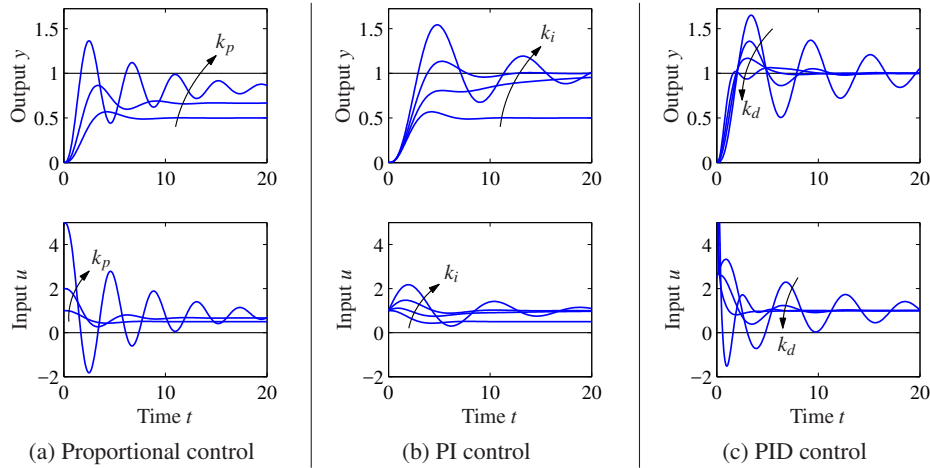 1.5
1
0.5
0
0
10
20
Output y
k_p
1.5
1
0.5
0
0
10
20
Output y
k_i
1.5
1
0.5
0
0
10
20
Output y
k_d
4
2
0
−2
0
10
20
Input u
Time t
k_p
4
2
0
−2
0
10
20
Input u
Time t
k_i
4
2
0
−2
0
10
20
Input u
Time t
k_d
(a) Proportional control
(b) PI control
(c) PID control